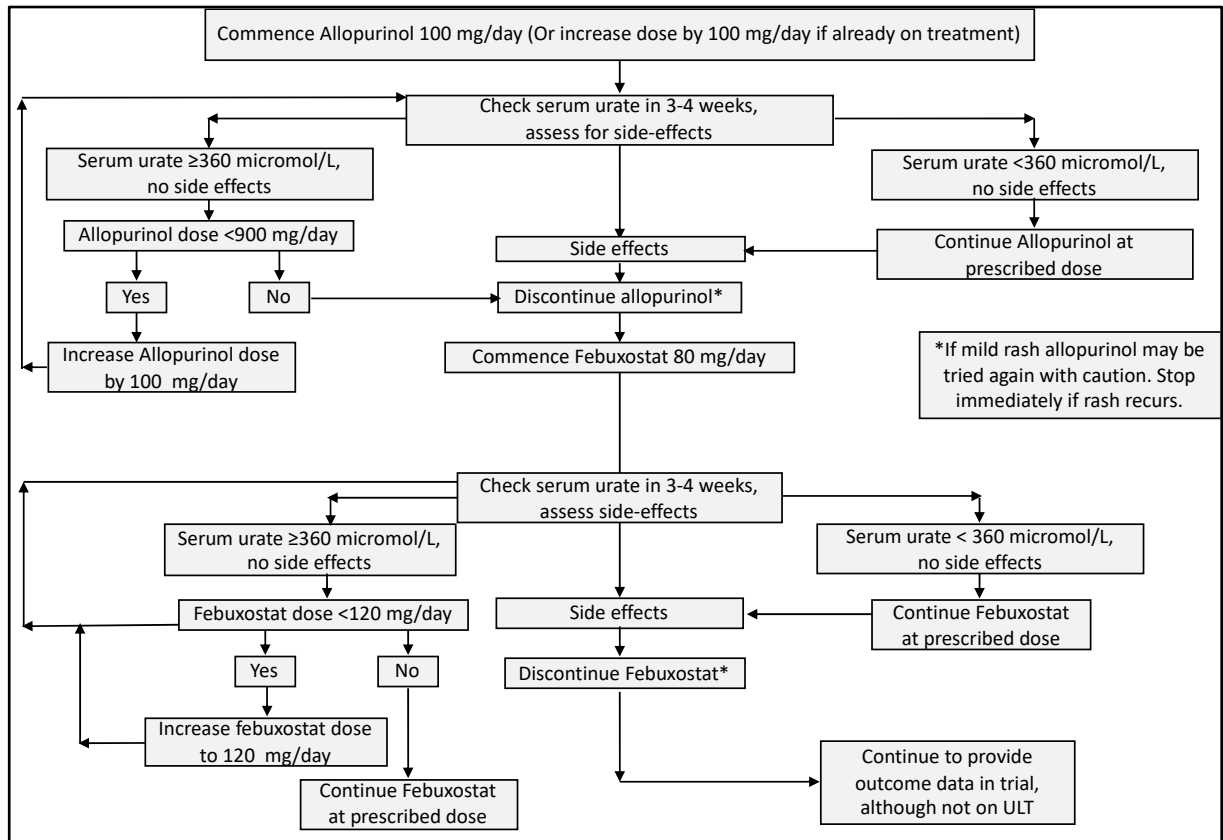 Commence Allopurinol 100 mg/day (Or increase dose by 100 mg/day if already on treatment)
Check serum urate in 3-4 weeks,
assess for side-effects
Serum urate ≥360 micromol/L,
no side effects
Serum urate <360 micromol/L,
no side effects
Allopurinol dose <900 mg/day
Side effects
Continue Allopurinol at
prescribed dose
Yes
No
Discontinue allopurinol*
Increase Allopurinol dose
by 100  mg/day
Commence Febuxostat 80 mg/day
*If mild rash allopurinol may be
tried again with caution. Stop
immediately if rash recurs.
Check serum urate in 3-4 weeks,
assess side-effects
Serum urate ≥360 micromol/L,
no side effects
Serum urate < 360 micromol/L,
no side effects
Febuxostat dose <120 mg/day
Side effects
Continue Febuxostat
at prescribed dose
Yes
No
Discontinue Febuxostat*
Increase febuxostat dose
to 120  mg/day
Continue Febuxostat
at prescribed dose
Continue to provide
outcome data in trial,
although not on ULT